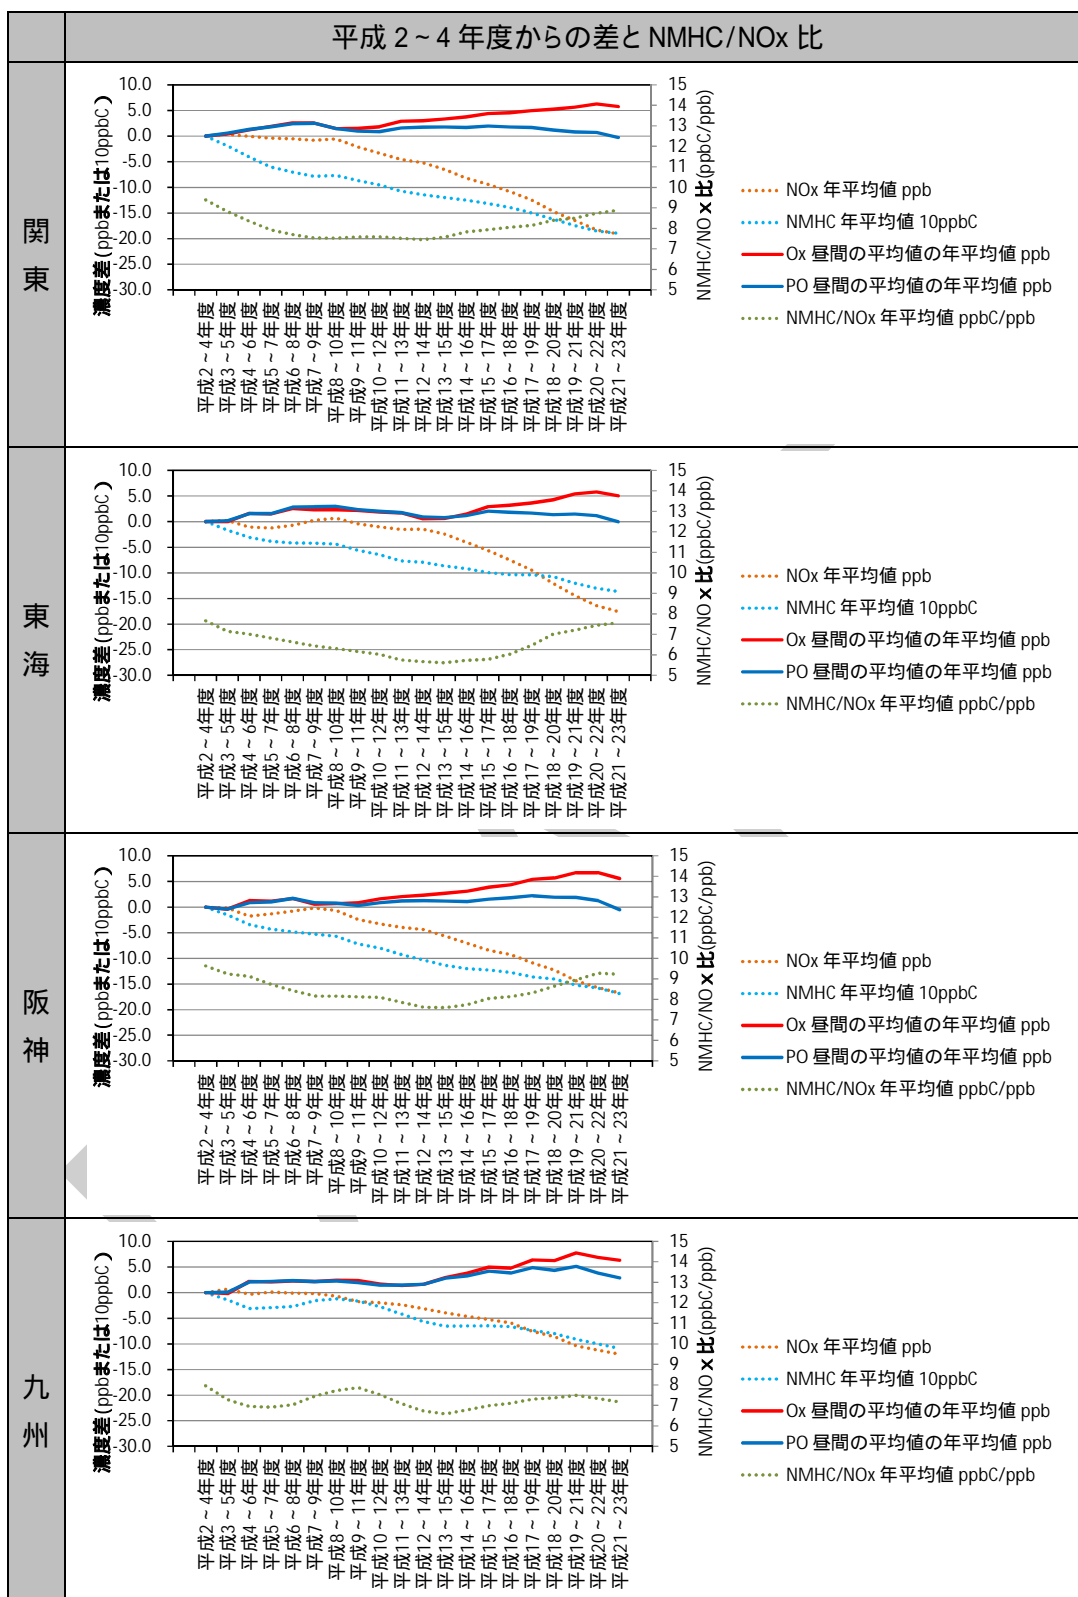 平成 2~4 年度からの差と NMHC/NOx 比
関東
濃度差(ppbまたは10ppbC)
10.0
5.0
0.0
-5.0
-10.0
-15.0
-20.0
-25.0
-30.0
15
14
13
12
11
10
9
8
7
6
5
NMHC/NOx比(ppbC/ppb)
平成2~4年度
平成3~5年度
平成4~6年度
平成5~7年度
平成6~8年度
平成7~9年度
平成8~10年度
平成9~11年度
平成10~12年度
平成11~13年度
平成12~14年度
平成13~15年度
平成14~16年度
平成15~17年度
平成16~18年度
平成17~19年度
平成18~20年度
平成19~21年度
平成20~22年度
平成21~23年度
NOx 年平均値 ppb
NMHC 年平均値 10ppbC
Ox 昼間の平均値の年平均値 ppb
PO 昼間の平均値の年平均値 ppb
NMHC/NOx 年平均値 ppbC/ppb
東海
濃度差(ppbまたは10ppbC)
10.0
5.0
0.0
-5.0
-10.0
-15.0
-20.0
-25.0
-30.0
15
14
13
12
11
10
9
8
7
6
5
NMHC/NOx比(ppbC/ppb)
平成2~4年度
平成3~5年度
平成4~6年度
平成5~7年度
平成6~8年度
平成7~9年度
平成8~10年度
平成9~11年度
平成10~12年度
平成11~13年度
平成12~14年度
平成13~15年度
平成14~16年度
平成15~17年度
平成16~18年度
平成17~19年度
平成18~20年度
平成19~21年度
平成20~22年度
平成21~23年度
NOx 年平均値 ppb
NMHC 年平均値 10ppbC
Ox 昼間の平均値の年平均値 ppb
PO 昼間の平均値の年平均値 ppb
NMHC/NOx 年平均値 ppbC/ppb
阪神
濃度差(ppbまたは10ppbC)
10.0
5.0
0.0
-5.0
-10.0
-15.0
-20.0
-25.0
-30.0
15
14
13
12
11
10
9
8
7
6
5
NMHC/NOx比(ppbC/ppb)
平成2~4年度
平成3~5年度
平成4~6年度
平成5~7年度
平成6~8年度
平成7~9年度
平成8~10年度
平成9~11年度
平成10~12年度
平成11~13年度
平成12~14年度
平成13~15年度
平成14~16年度
平成15~17年度
平成16~18年度
平成17~19年度
平成18~20年度
平成19~21年度
平成20~22年度
平成21~23年度
NOx 年平均値 ppb
NMHC 年平均値 10ppbC
Ox 昼間の平均値の年平均値 ppb
PO 昼間の平均値の年平均値 ppb
NMHC/NOx 年平均値 ppbC/ppb
九州
濃度差(ppbまたは10ppbC)
10.0
5.0
0.0
-5.0
-10.0
-15.0
-20.0
-25.0
-30.0
15
14
13
12
11
10
9
8
7
6
5
NMHC/NOx比(ppbC/ppb)
平成2~4年度
平成3~5年度
平成4~6年度
平成5~7年度
平成6~8年度
平成7~9年度
平成8~10年度
平成9~11年度
平成10~12年度
平成11~13年度
平成12~14年度
平成13~15年度
平成14~16年度
平成15~17年度
平成16~18年度
平成17~19年度
平成18~20年度
平成19~21年度
平成20~22年度
平成21~23年度
NOx 年平均値 ppb
NMHC 年平均値 10ppbC
Ox 昼間の平均値の年平均値 ppb
PO 昼間の平均値の年平均値 ppb
NMHC/NOx 年平均値 ppbC/ppb